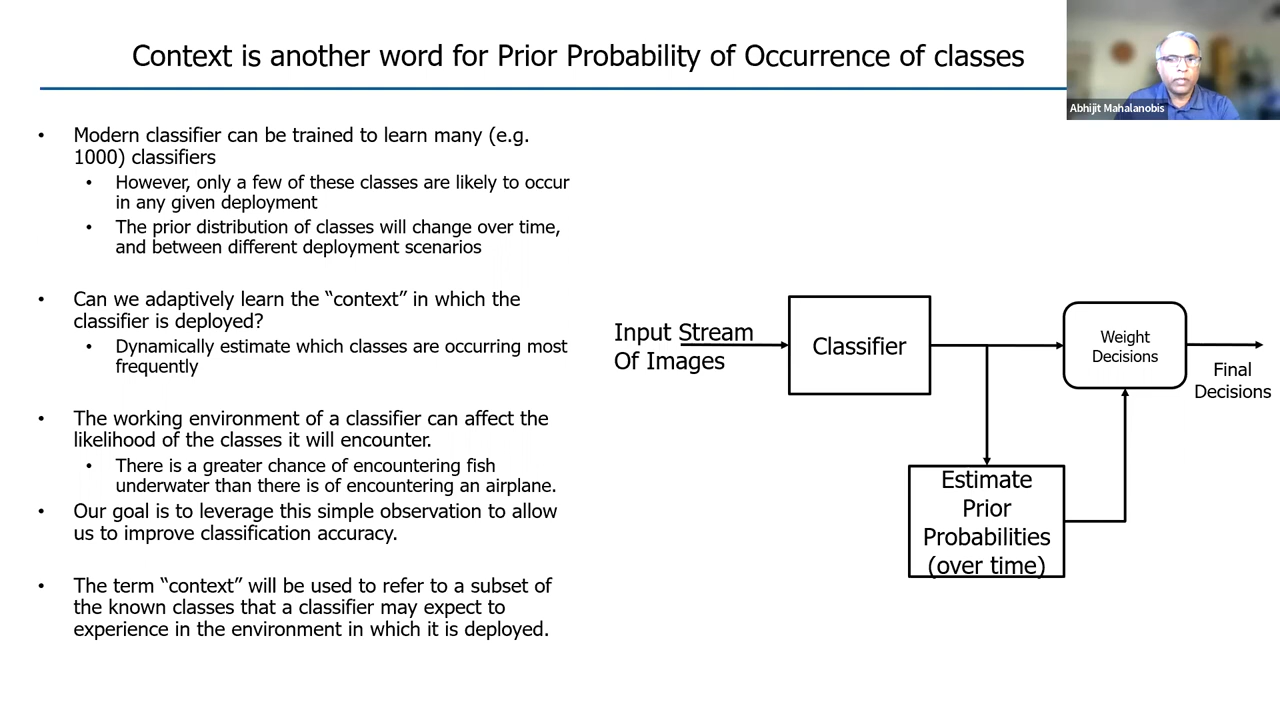 Context is another word for Prior Probability of Occurrence of classes
Abhijit Mahalanobis
• Modern classifier can be trained to learn many (e.g.
1000) classifiers
• However, only a few of these classes are likely to occur
in any given deployment
• The prior distribution of classes will change over time,
and between different deployment scenarios
• Can we adaptively learn the “context” in which the
classifier is deployed?
• Dynamically estimate which classes are occurring most
frequently
• The working environment of a classifier can affect the
likelihood of the classes it will encounter.
• There is a greater chance of encountering fish
underwater than there is of encountering an airplane.
• Our goal is to leverage this simple observation to allow
us to improve classification accuracy.
• The term “context” will be used to refer to a subset of
the known classes that a classifier may expect to
experience in the environment in which it is deployed.
Input Stream
Of Images
Classifier
Weight
Decisions
Final
Decisions
Estimate
Prior
Probabilities
(over time)